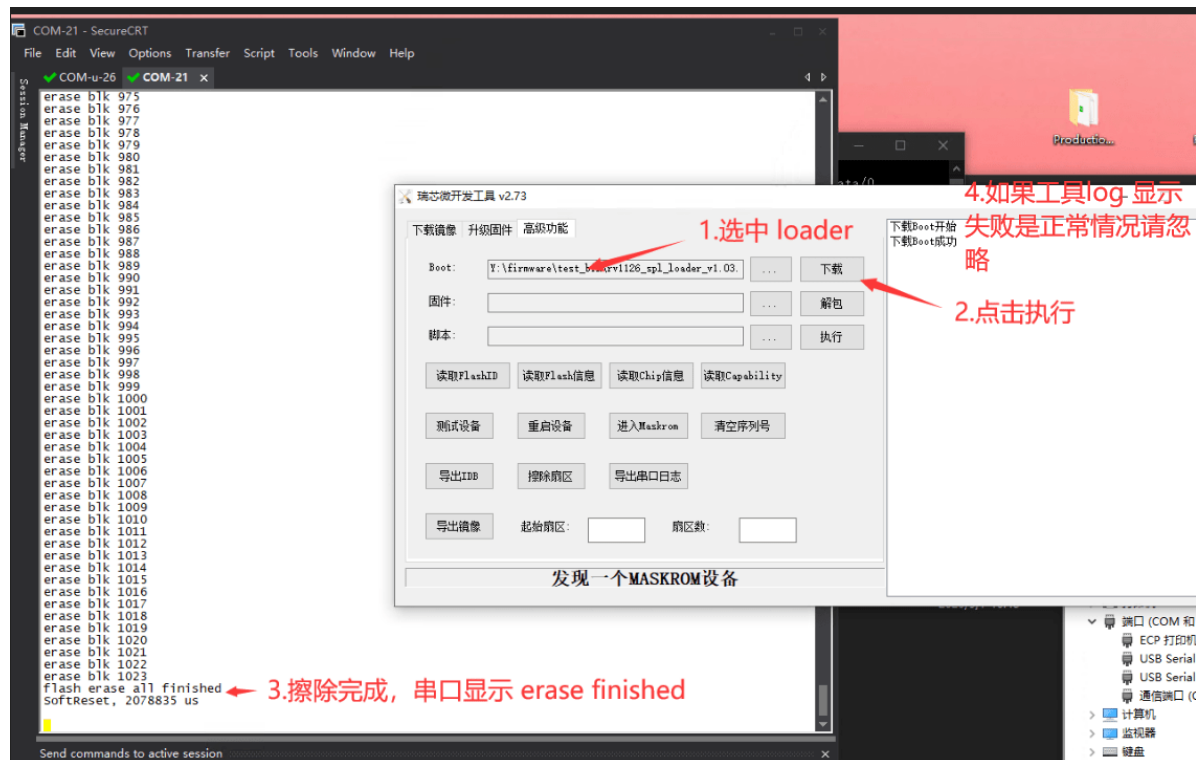 COM-21 - SecureCRT
File Edit View Options Transfer Script Tools Window Help
COM-u-26 COM-21 x
Session Manager
erase blk 975
erase blk 976
erase blk 977
erase blk 978
erase blk 979
erase blk 980
erase blk 981
erase blk 982
erase blk 983
erase blk 984
erase blk 985
erase blk 986
erase blk 987
erase blk 988
erase blk 989
erase blk 990
erase blk 991
erase blk 992
erase blk 993
erase blk 994
erase blk 995
erase blk 996
erase blk 997
erase blk 998
erase blk 999
erase blk 1000
erase blk 1001
erase blk 1002
erase blk 1003
erase blk 1004
erase blk 1005
erase blk 1006
erase blk 1007
erase blk 1008
erase blk 1009
erase blk 1010
erase blk 1011
erase blk 1012
erase blk 1013
erase blk 1014
erase blk 1015
erase blk 1016
erase blk 1017
erase blk 1018
erase blk 1019
erase blk 1020
erase blk 1021
erase blk 1022
erase blk 1023
flash erase all finished
SoftReset, 2078835 us
3.擦除完成，串口显示 erase finished
Send commands to active session
Productio...
瑞芯微开发工具 v2.73
下载镜像 升级固件 高级功能
1.选中 loader
Boot:
... 下载
固件: ... 解包
脚本: ... 执行
2.点击执行
读取FlashID 读取Flash信息 读取Chip信息 读取Capability
测试设备 重启设备 进入Maskrom 清空序列号
导出IDB 擦除扇区 导出串口日志
导出镜像 起始扇区: 扇区数:
发现一个MASKROM设备
下载Boot开始
下载Boot成功
4.如果工具log 显示
失败是正常情况请忽
略
端口 (COM 和
ECP 打印机
USB Serial
USB Serial
通信端口 (C
计算机
监视器
键盘